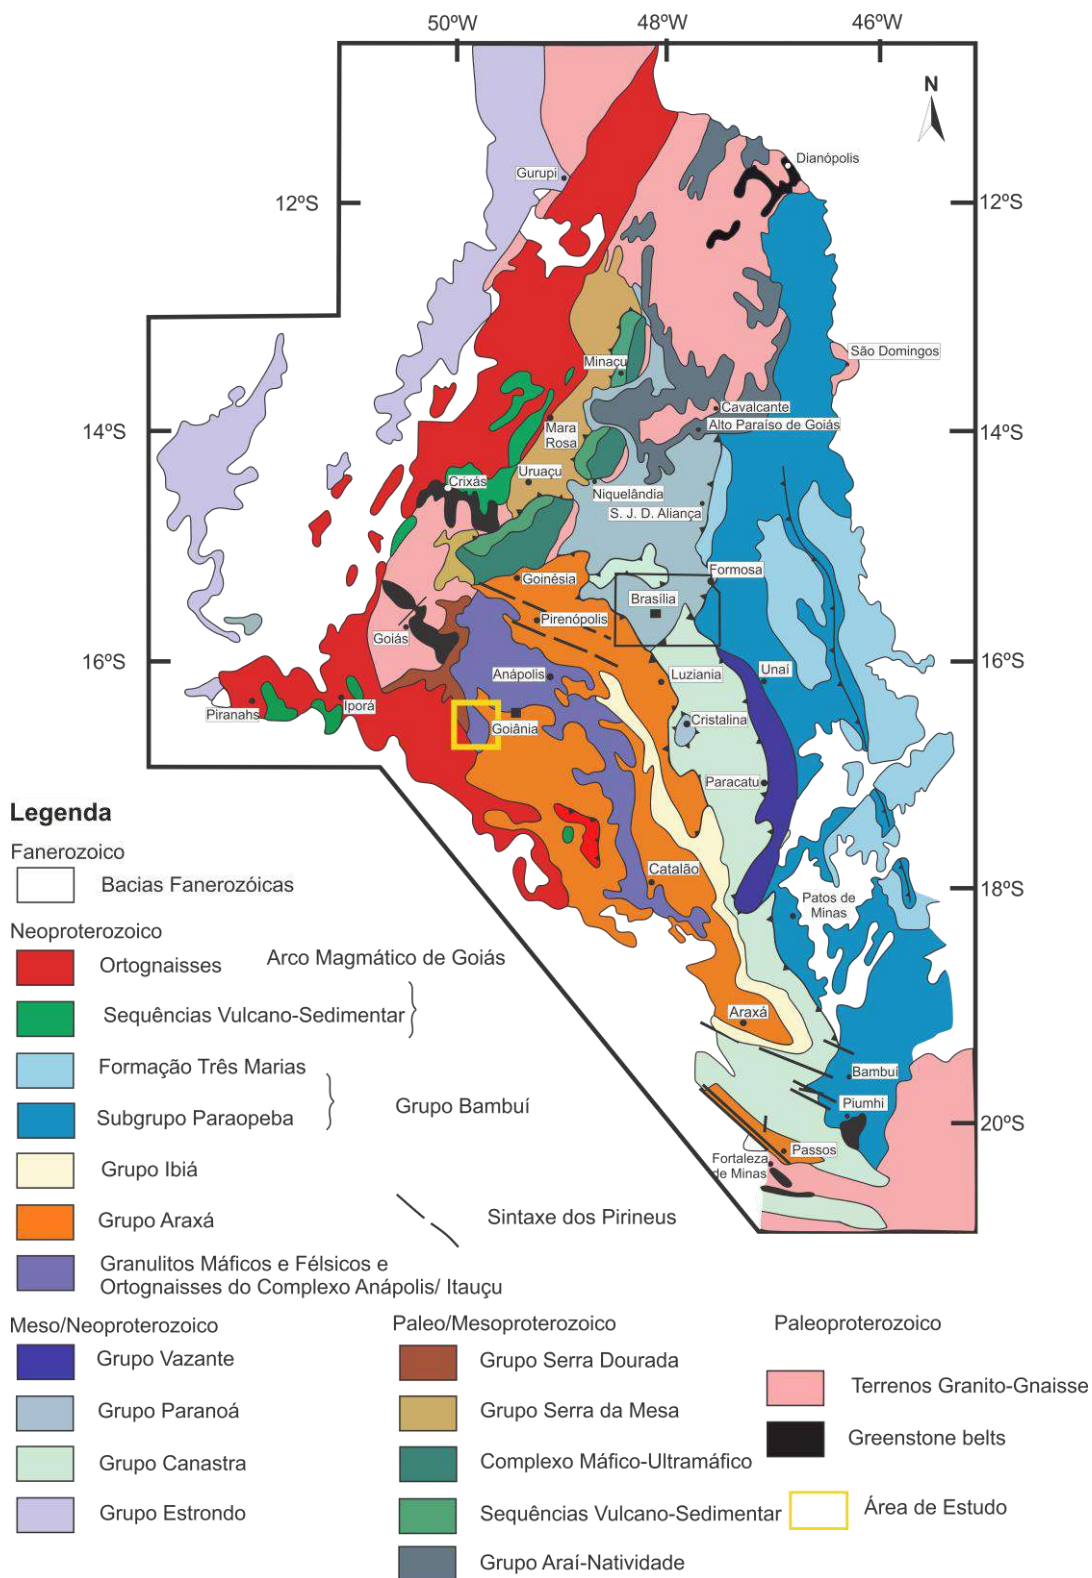 50ºW 48ºW 46ºW
N
Dianópolis
Gurupi
12ºS 12ºS
São Domingos
Minaçu
Cavalcante
14ºS Mara Rosa Alto Paraíso de Goiás 14ºS
Uruaçu
Crixás
Niquelândia
S. J. D. Aliança
Goinésia
Formosa
Brasília
Pirenópolis
Goiás
16ºS 16ºS
Anápolis
Luziania
Unaí
Piranahs
Iporá
Goiânia
Cristalina
Paracatu
Catalão
18ºS
Patos de
Minas
Araxá
Bambuí
Piumhi
20ºS
Passos
Fortaleza
de Minas
Legenda
Fanerozoico
Bacias Fanerozóicas
Neoproterozoico
Ortognaisses
Arco Magmático de Goiás
Sequências Vulcano-Sedimentar
Formação Três Marias
Subgrupo Paraopeba
Grupo Bambuí
Grupo Ibiá
Grupo Araxá
Sintaxe dos Pirineus
Granulitos Máficos e Félsicos e
Ortognaisses do Complexo Anápolis/ Itauçu
Meso/Neoproterozoico
Grupo Vazante
Grupo Paranoá
Grupo Canastra
Grupo Estrondo
Paleo/Mesoproterozoico
Grupo Serra Dourada
Grupo Serra da Mesa
Complexo Máfico-Ultramáfico
Sequências Vulcano-Sedimentar
Grupo Araí-Natividade
Paleoproterozoico
Terrenos Granito-Gnaisse
Greenstone belts
Área de Estudo